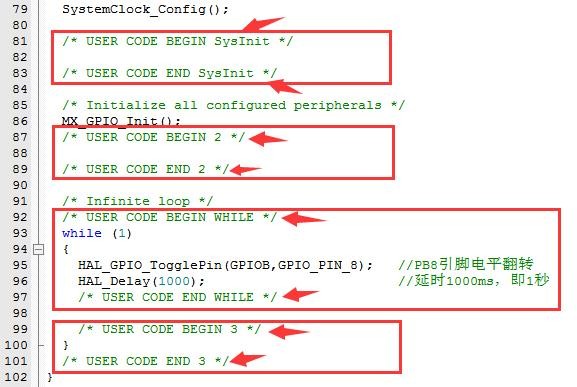 79 SystemClock_Config();
80
81 /* USER CODE BEGIN SysInit */
82
83 /* USER CODE END SysInit */
84
85 /* Initialize all configured peripherals */
86 MX_GPIO_Init();
87 /* USER CODE BEGIN 2 */
88
89 /* USER CODE END 2 */
90
91 /* Infinite loop */
92 /* USER CODE BEGIN WHILE */
93 while (1)
94 {
95 HAL_GPIO_TogglePin(GPIOB,GPIO_PIN_8); //PB8引脚电平翻转
96 HAL_Delay(1000); //延时1000ms，即1秒
97 /* USER CODE END WHILE */
98
99 /* USER CODE BEGIN 3 */
100 }
101 /* USER CODE END 3 */
102 }